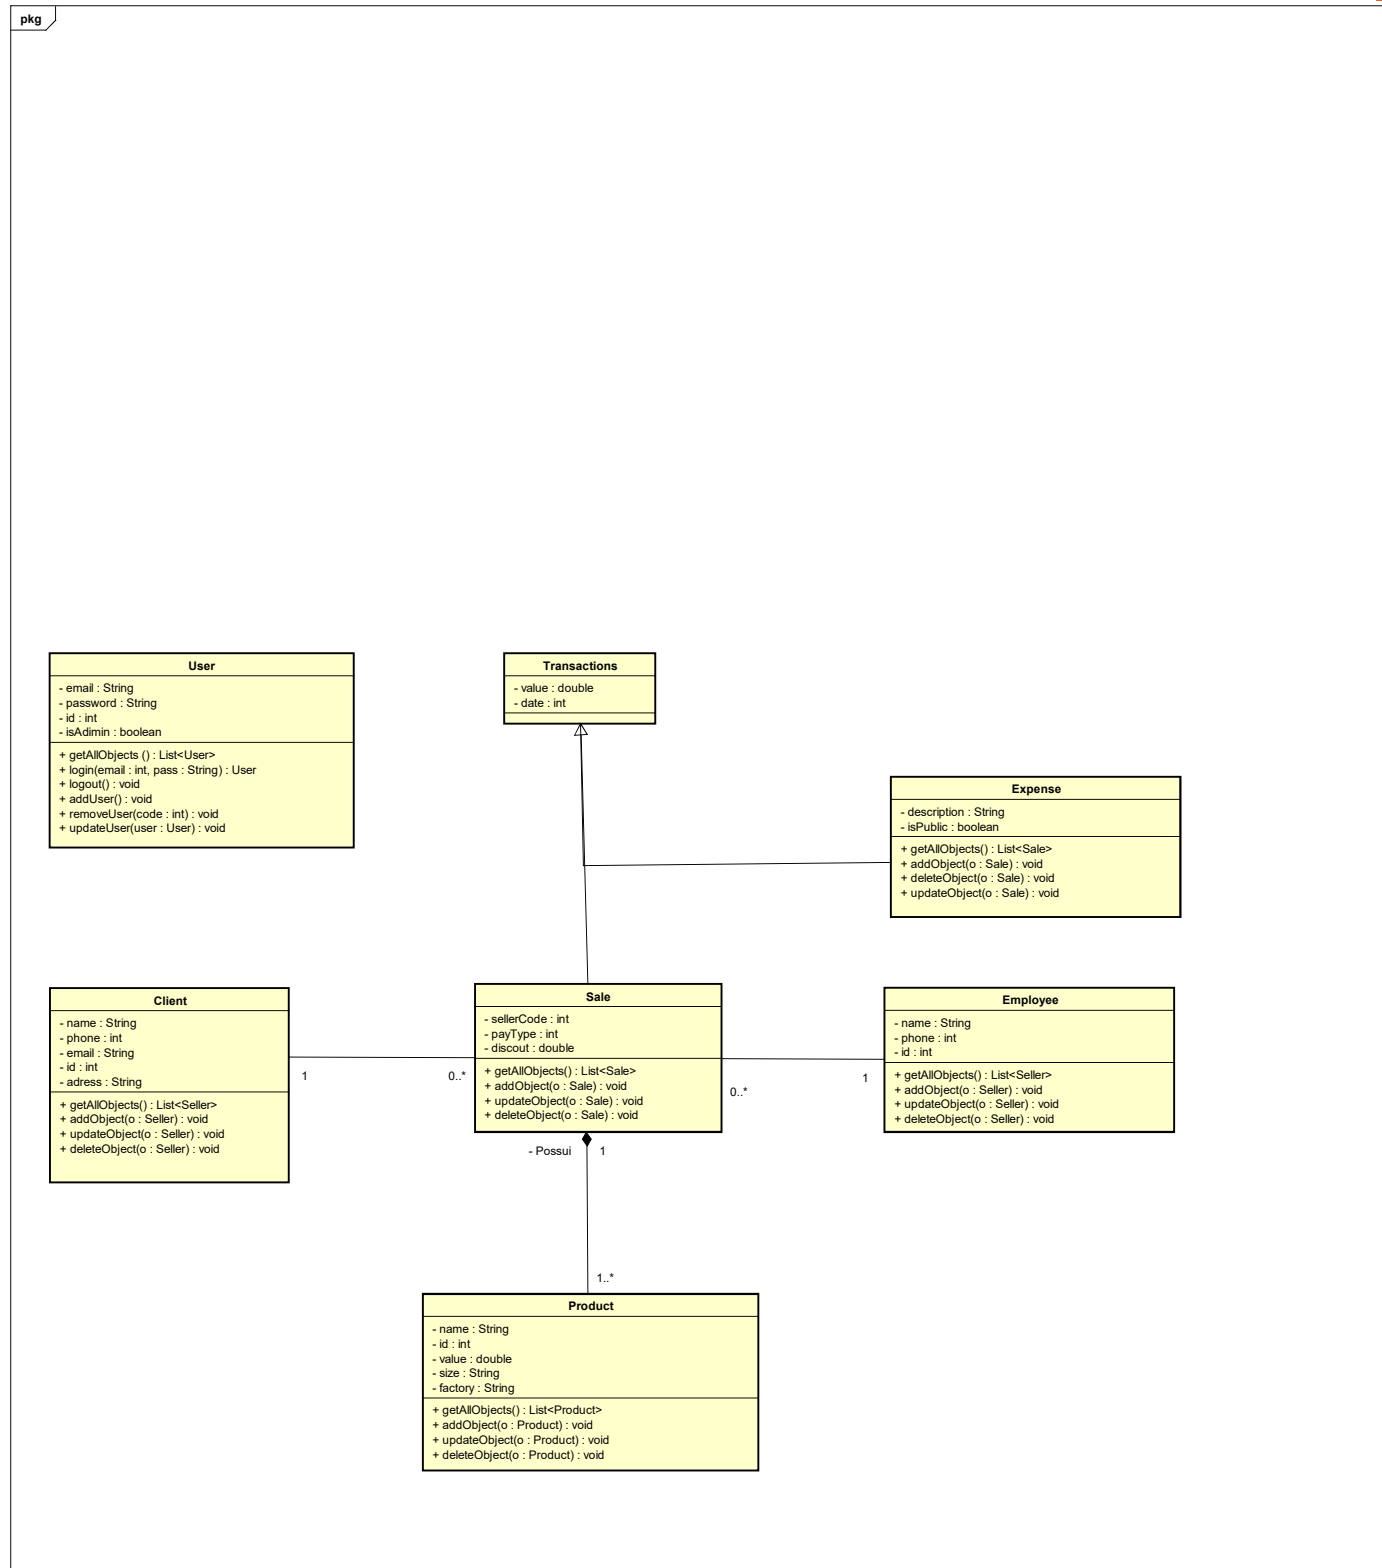 pkg
User
- email : String
- password : String
- id : int
- isAdimin : boolean
+ getAllObjects () : List<User>
+ login(email : int, pass : String) : User
+ logout() : void
+ addUser() : void
+ removeUser(code : int) : void
+ updateUser(user : User) : void
Transactions
- value : double
- date : int
Expense
- description : String
- isPublic : boolean
+ getAllObjects() : List<Sale>
+ addObject(o : Sale) : void
+ deleteObject(o : Sale) : void
+ updateObject(o : Sale) : void
Client
- name : String
- phone : int
- email : String
- id : int
- adress : String
+ getAllObjects() : List<Seller>
+ addObject(o : Seller) : void
+ updateObject(o : Seller) : void
+ deleteObject(o : Seller) : void
1
0..*
Sale
- sellerCode : int
- payType : int
- discout : double
+ getAllObjects() : List<Sale>
+ addObject(o : Sale) : void
+ updateObject(o : Sale) : void
+ deleteObject(o : Sale) : void
0..*
1
Employee
- name : String
- phone : int
- id : int
+ getAllObjects() : List<Seller>
+ addObject(o : Seller) : void
+ updateObject(o : Seller) : void
+ deleteObject(o : Seller) : void
- Possui
1
1..*
Product
- name : String
- id : int
- value : double
- size : String
- factory : String
+ getAllObjects() : List<Product>
+ addObject(o : Product) : void
+ updateObject(o : Product) : void
+ deleteObject(o : Product) : void